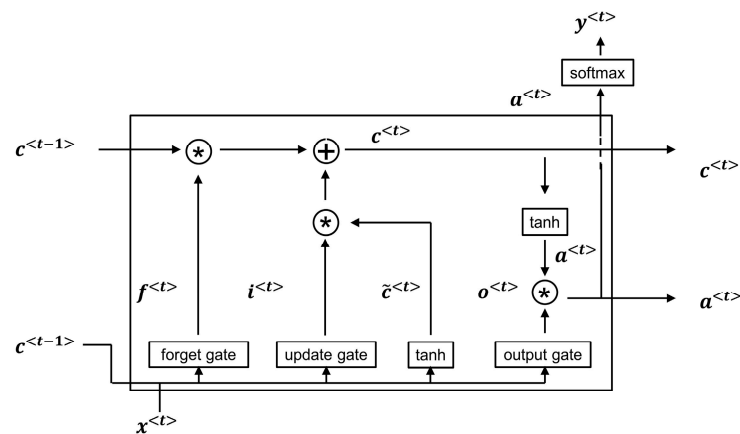 y<t>
softmax
a<t>
c<t-1>
*
+
c<t>
c<t>
*
tanh
a<t>
f<t>
i<t>
c̃<t>
o<t>
*
a<t>
c<t-1>
forget gate
update gate
tanh
output gate
x<t>